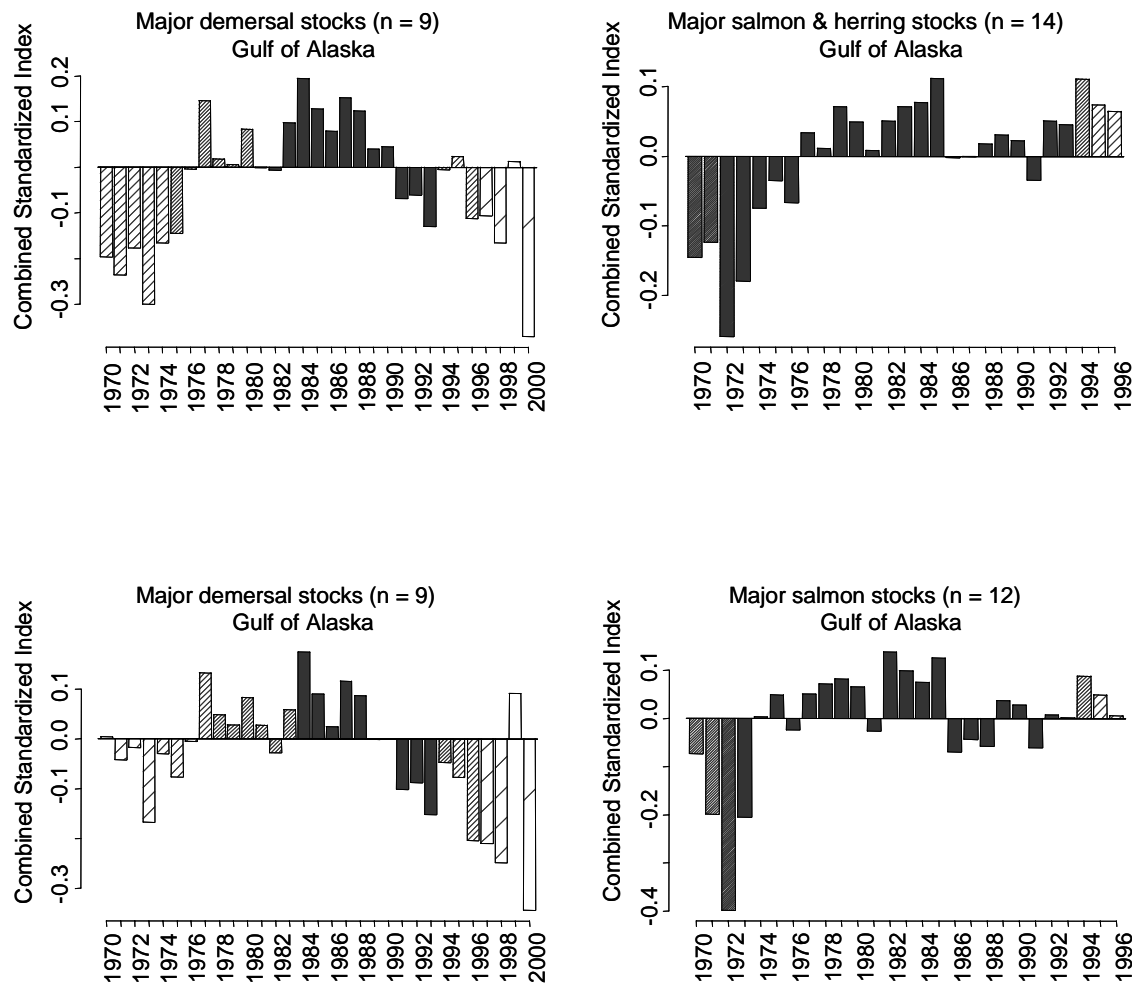 Major demersal stocks (n = 9)
Gulf of Alaska
Combined Standardized Index
-0.3 -0.1 0.1 0.2
1970 1972 1974 1976 1978 1980 1982 1984 1986 1988 1990 1992 1994 1996 1998 2000
Major salmon & herring stocks (n = 14)
Gulf of Alaska
Combined Standardized Index
-0.2 -0.1 0.0 0.1
1970 1972 1974 1976 1978 1980 1982 1984 1986 1988 1990 1992 1994 1996
Major demersal stocks (n = 9)
Gulf of Alaska
Combined Standardized Index
-0.3 -0.1 0.0 0.1
1970 1972 1974 1976 1978 1980 1982 1984 1986 1988 1990 1992 1994 1996 1998 2000
Major salmon stocks (n = 12)
Gulf of Alaska
Combined Standardized Index
-0.4 -0.2 0.0 0.1
1970 1972 1974 1976 1978 1980 1982 1984 1986 1988 1990 1992 1994 1996